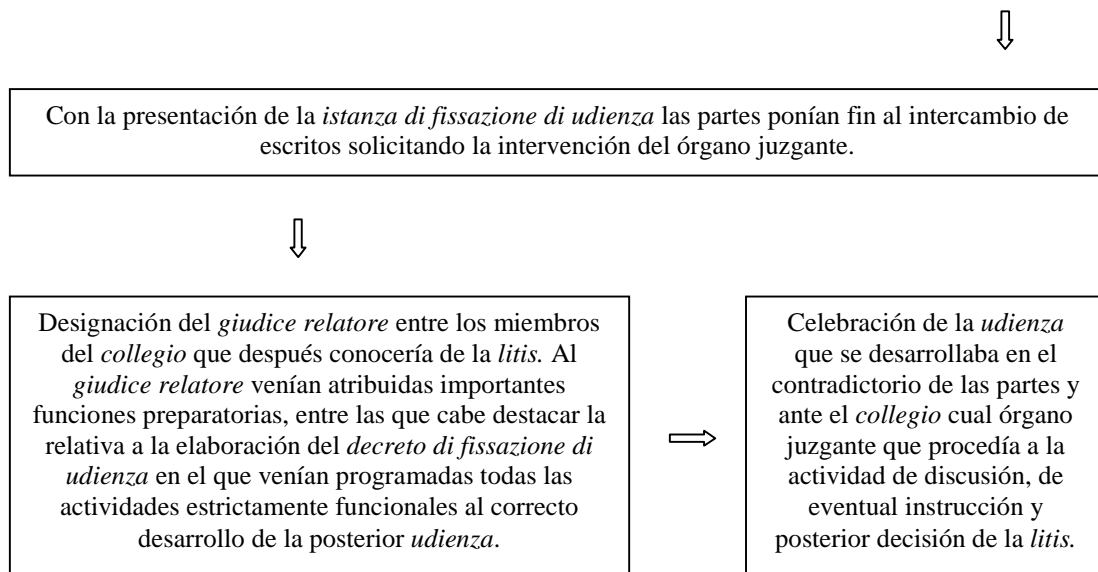 Con la presentación de la istanza di fissazione di udienza las partes ponían fin al intercambio de
escritos solicitando la intervención del órgano juzgante.
Designación del giudice relatore entre los miembros
del collegio que después conocería de la litis. Al
giudice relatore venían atribuidas importantes
funciones preparatorias, entre las que cabe destacar la
relativa a la elaboración del decreto di fissazione di
udienza en el que venían programadas todas las
actividades estrictamente funcionales al correcto
desarrollo de la posterior udienza.
Celebración de la udienza
que se desarrollaba en el
contradictorio de las partes y
ante el collegio cual órgano
juzgante que procedía a la
actividad de discusión, de
eventual instrucción y
posterior decisión de la litis.